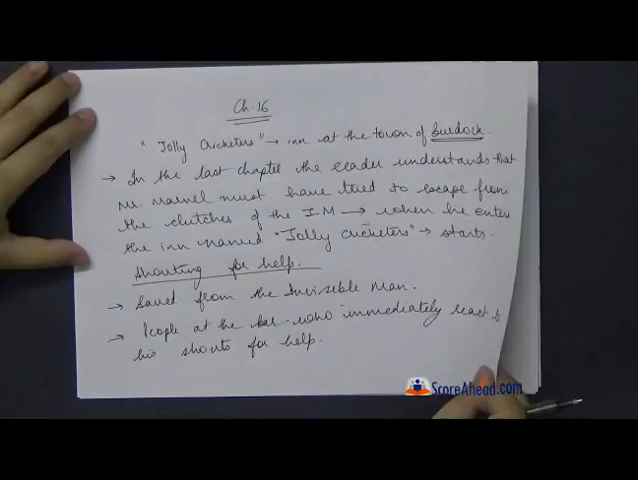 Ch.16
"Jolly Cricketers" → inn at the town of Burdock.
→ In the last chapter the reader understands that
Mr. Marvel must have tried to escape from
the clutches of the I M → when he enters
the inn named "Jolly Cricketers" → starts
shouting for help.
→ Saved from the Invisible Man.
→ People at the bar who immediately react to
his shouts for help.
ScoreAhead.com